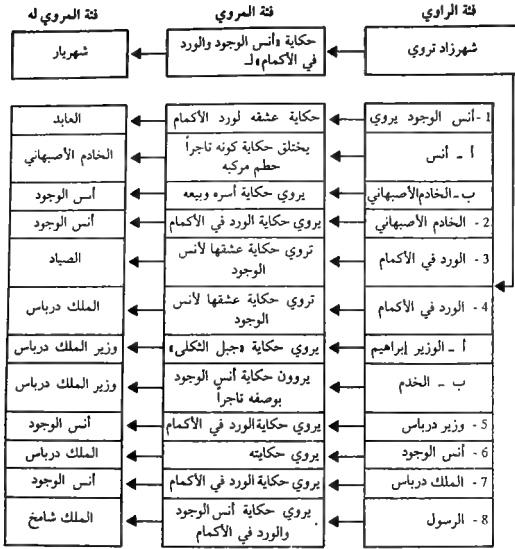 فئة الراوي
فئة المروي
فئة المروي له
شهرزاد تروي
حكاية «أنس الوجود والورد
في الأكمام» لـ
شهريار
1- أنس الوجود يروي
حكاية عشقه لورد الأكمام
العابد
أ - أنس
يختلق حكاية كونه تاجراً
حطم مركبه
الخادم الأصبهاني
ب - الخادم الأصبهاني
يروي حكاية أسره وبيعه
أنس الوجود
2 - الخادم الأصبهاني
يروي حكاية الورد في الأكمام
أنس الوجود
3 - الورد في الأكمام
تروي حكاية عشقها لأنس
الوجود
الصياد
4 - الورد في الأكمام
تروي حكاية عشقها لأنس
الوجود
الملك درباس
أ - الوزير إبراهيم
يروي حكاية «جبل الثكلى»
وزير الملك درباس
ب - الخدم
يروون حكاية أنس الوجود
بوصفه تاجراً
وزير الملك درباس
5 - وزير درباس
يروي حكاية الورد في الأكمام
أنس الوجود
6 - أنس الوجود
يروي حكايته
الملك درباس
7 - الملك درباس
يروي حكاية الورد في الأكمام
أنس الوجود
8 - الرسول
يروي حكاية أنس الوجود
والورد في الأكمام
الملك شامخ